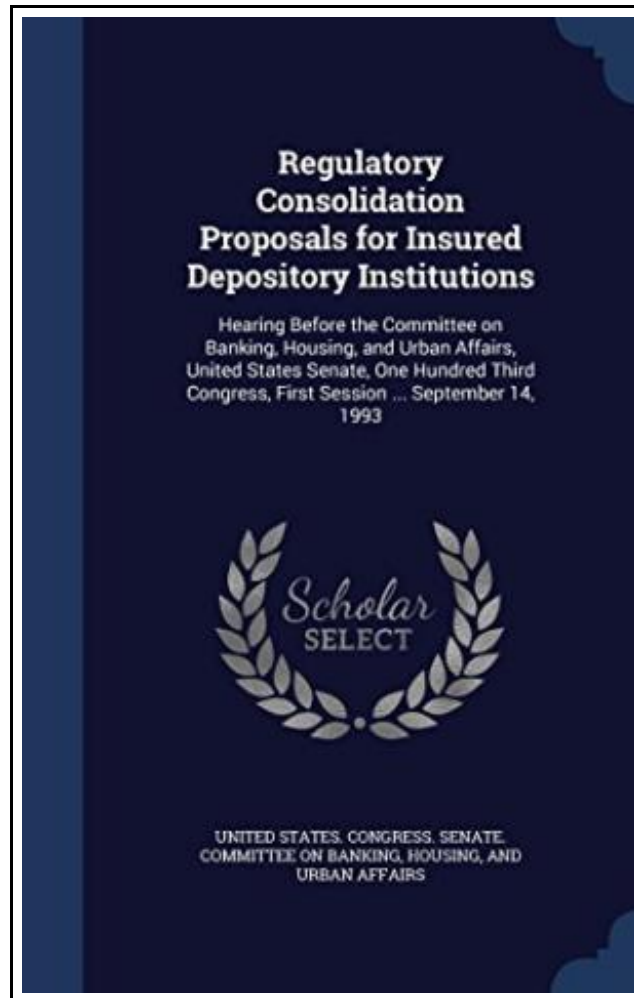 Regulatory
Consolidation
Proposals for Insured
Depository Institutions
Hearing Before the Committee on
Banking, Housing, and Urban Affairs,
United States Senate, One Hundred Third
Congress, First Session ... September 14,
1993
Scholar
SELECT
UNITED STATES. CONGRESS. SENATE.
COMMITTEE ON BANKING, HOUSING, AND
URBAN AFFAIRS